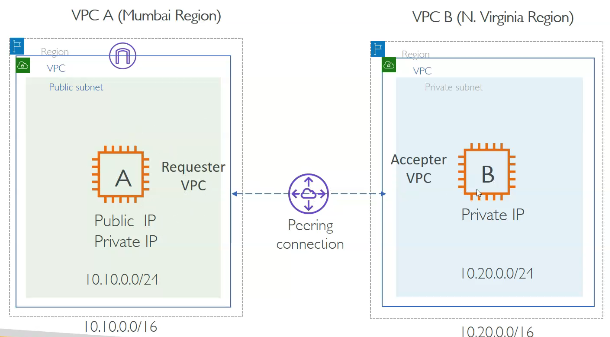 VPC A (Mumbai Region)
Region
VPC
Public subnet
A
Requester
VPC
Public IP
Private IP
10.10.0.0/24
10.10.0.0/16
Peering
connection
VPC B (N. Virginia Region)
Region
VPC
Private subnet
Accepter
VPC
B
Private IP
10.20.0.0/24
10.20.0.0/16